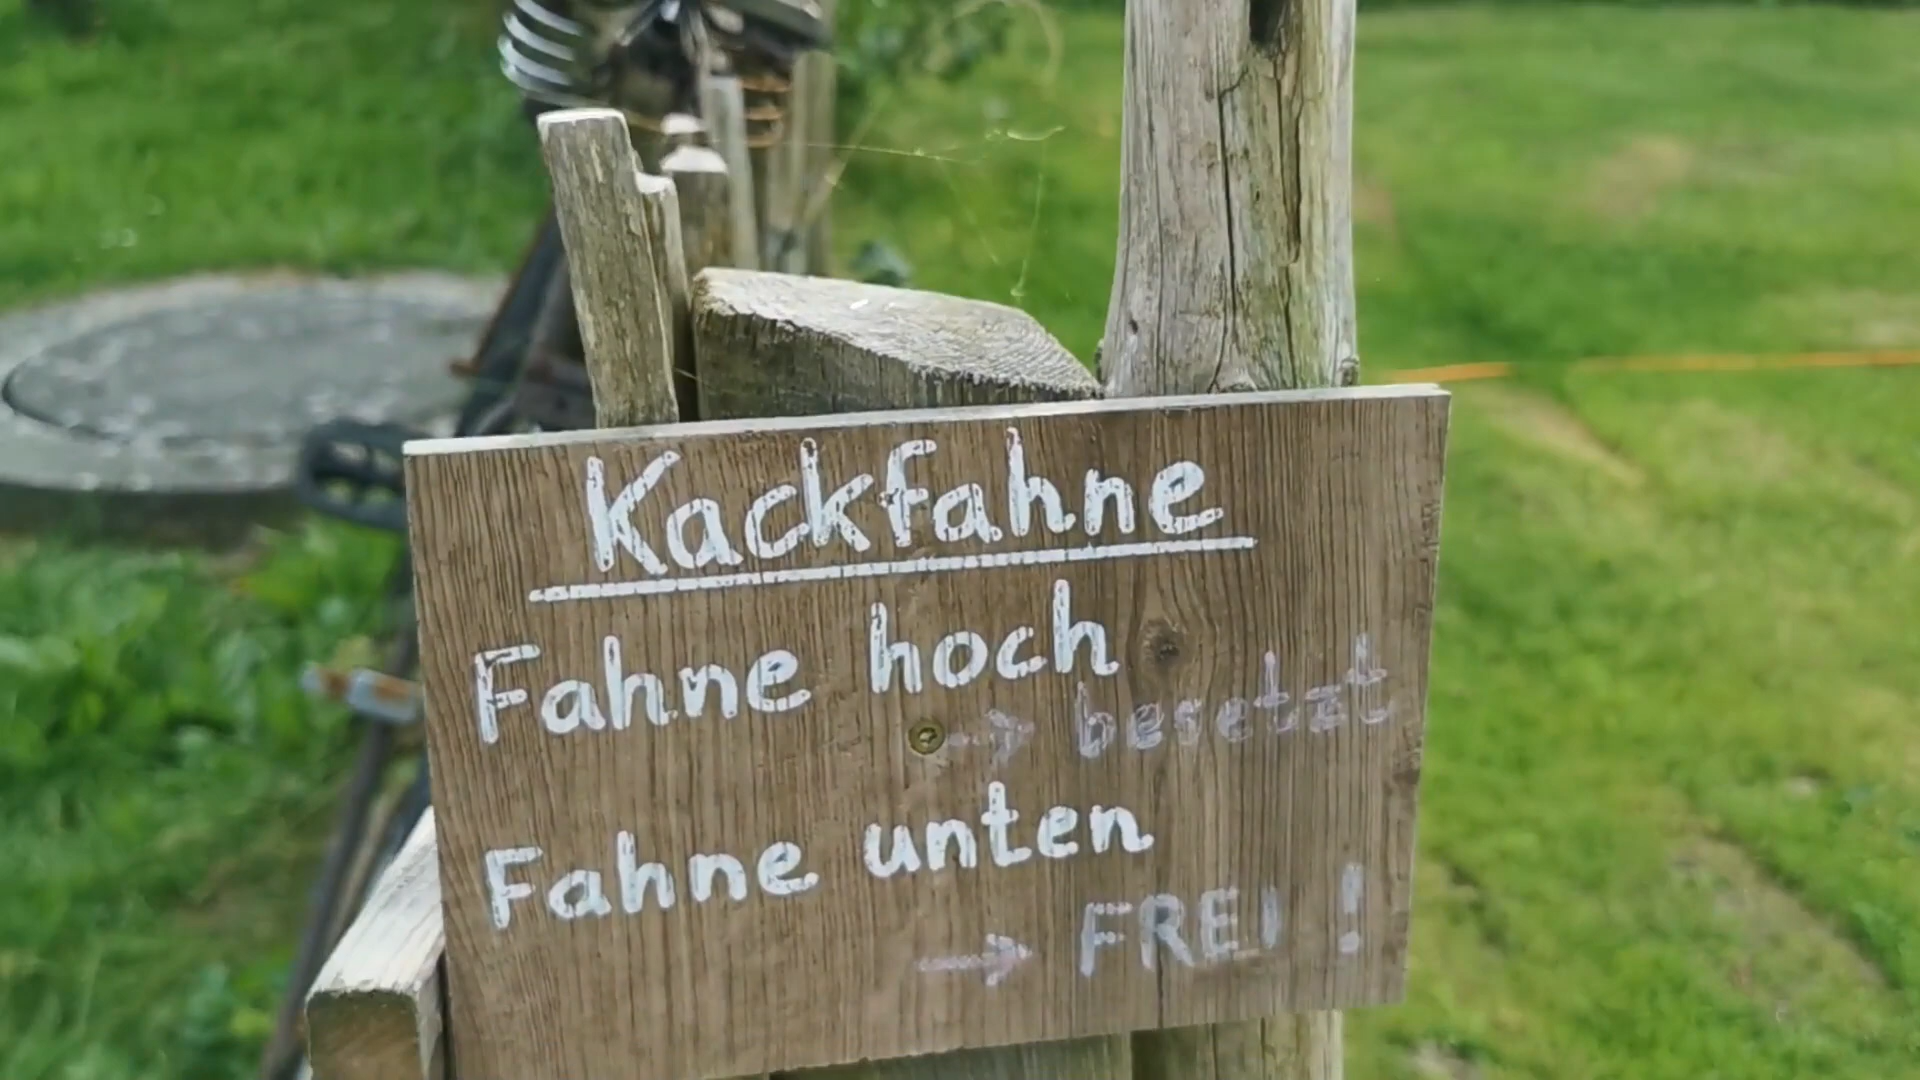 Kackfahne
Fahne hoch
→ besetzt
Fahne unten
→ FREI !